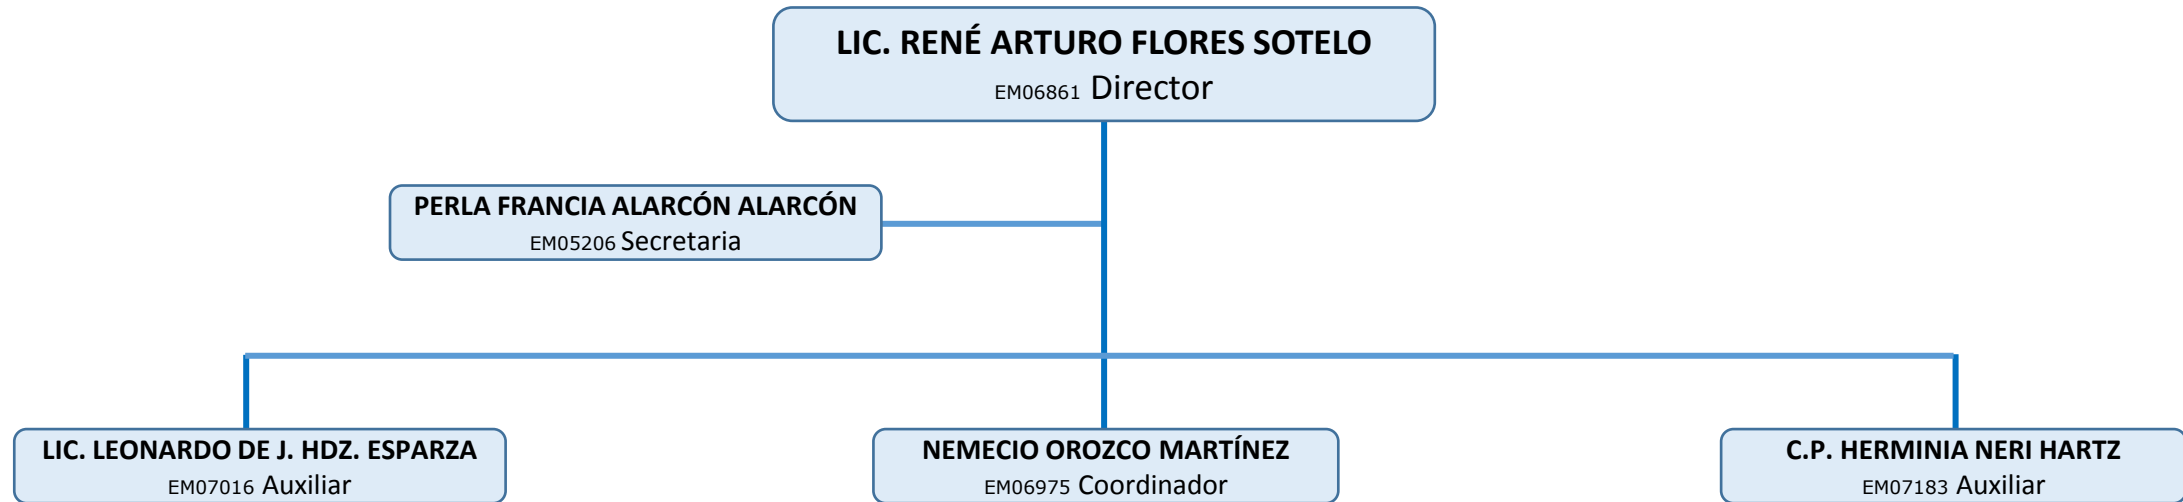 LIC. RENÉ ARTURO FLORES SOTELO
EM06861 Director
PERLA FRANCIA ALARCÓN ALARCÓN
EM05206 Secretaria
LIC. LEONARDO DE J. HDZ. ESPARZA
EM07016 Auxiliar
NEMECIO OROZCO MARTÍNEZ
EM06975 Coordinador
C.P. HERMINIA NERI HARTZ
EM07183 Auxiliar